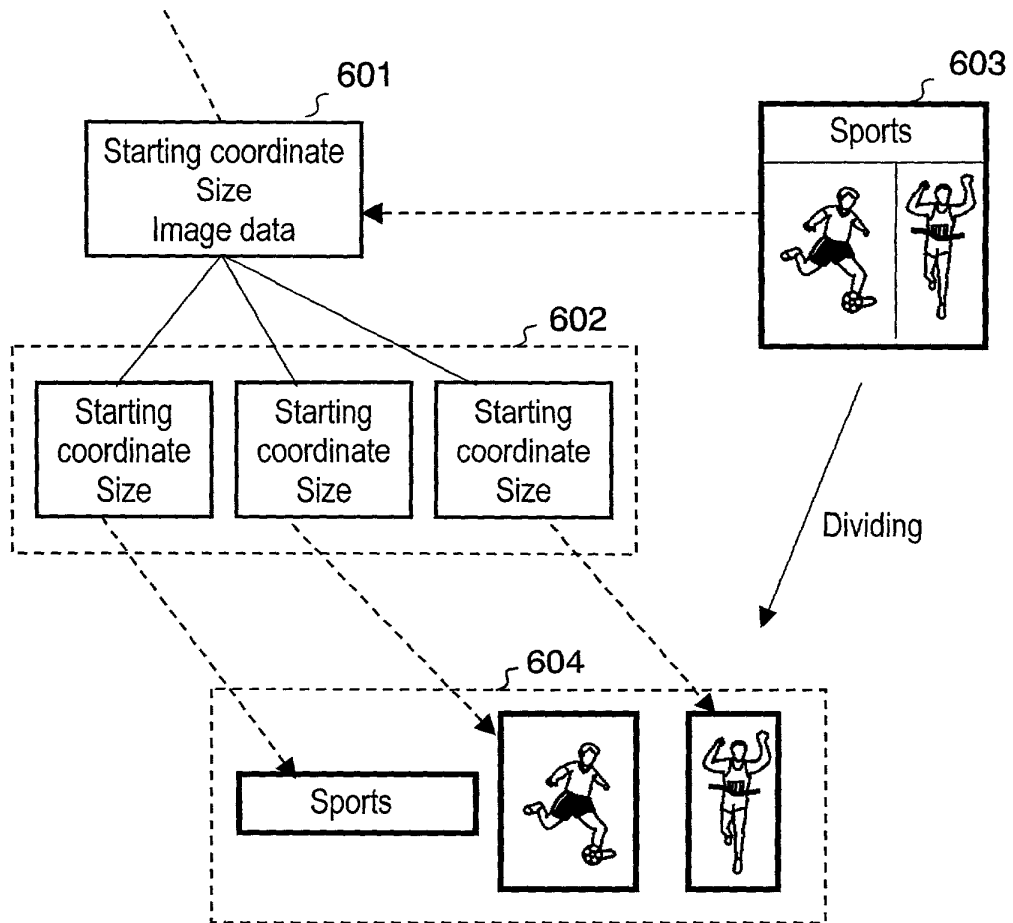 601
Starting coordinate
Size
Image data
603
Sports
602
Starting
coordinate
Size
Starting
coordinate
Size
Starting
coordinate
Size
Dividing
604
Sports